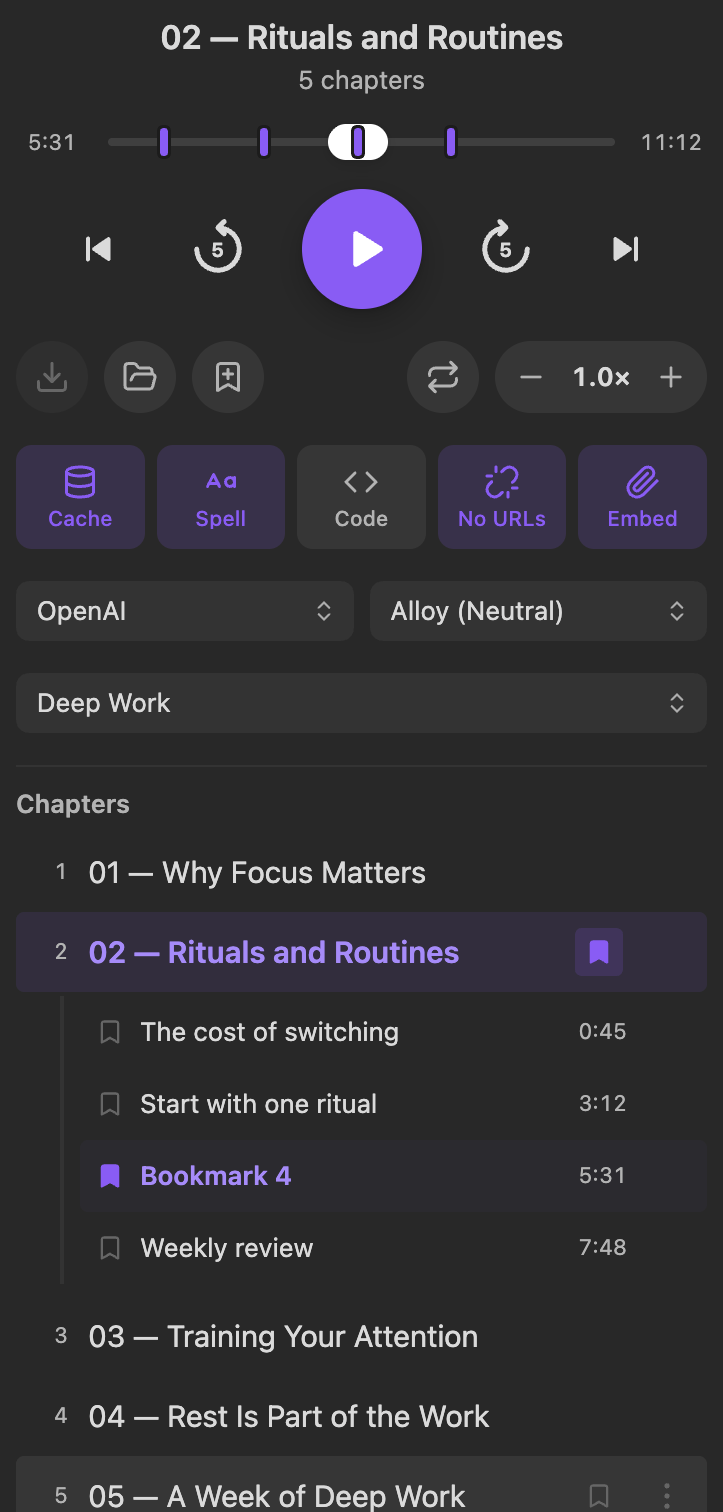 02 — Rituals and Routines
5 chapters
5:31
11:12
5
5
1.0×
Cache
Spell
Code
No URLs
Embed
OpenAI
Alloy (Neutral)
Deep Work
Chapters
1 01 — Why Focus Matters
2 02 — Rituals and Routines
The cost of switching 0:45
Start with one ritual 3:12
Bookmark 4 5:31
Weekly review 7:48
3 03 — Training Your Attention
4 04 — Rest Is Part of the Work
5 05 — A Week of Deep Work